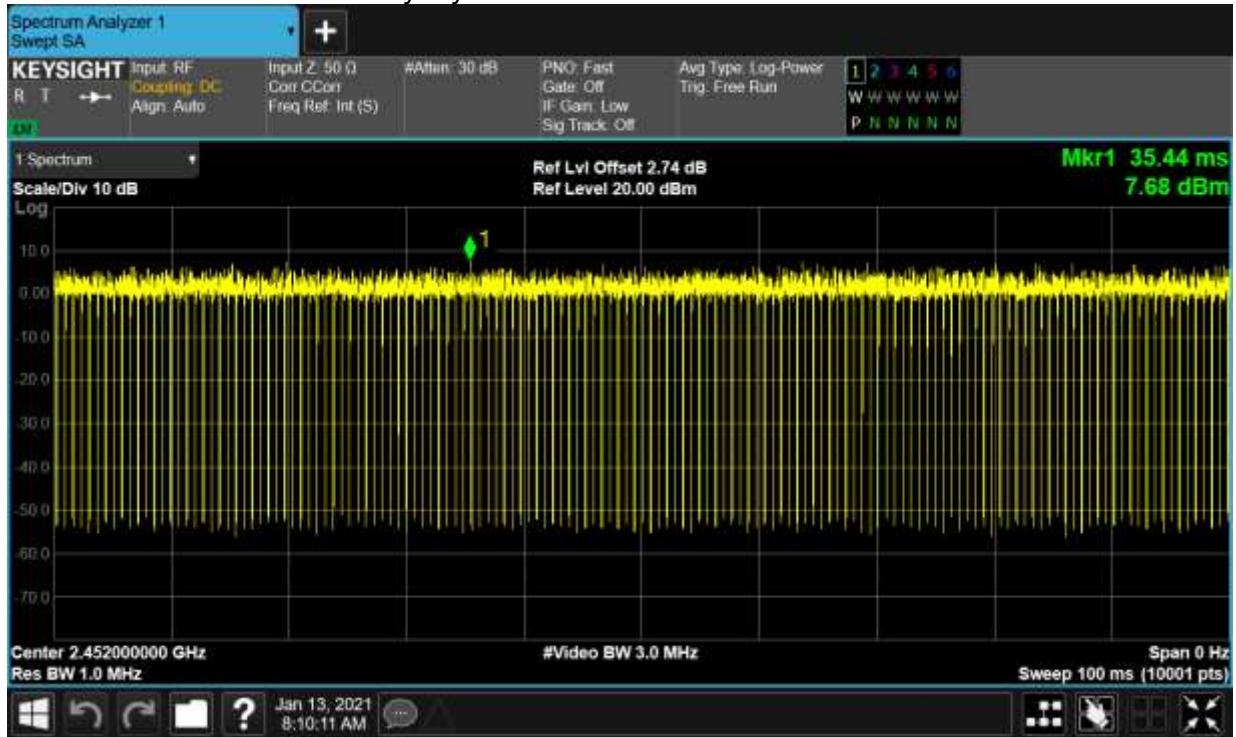 Spectrum Analyzer 1
Swept SA
+
KEYSIGHT Input: RF Input Z: 50 Ω #Atten: 30 dB PNO: Fast Avg Type: Log-Power 1 2 3 4 5 6
R T Coupling: DC Corr CCorr Gate: Off Trig: Free Run W W W W W W
Align: Auto Freq Ref: Int (S) IF Gain: Low P N N N N N
Sig Track: Off
1 Spectrum
Ref Lvl Offset 2.74 dB Mkr1 35.44 ms
Scale/Div 10 dB Ref Level 20.00 dBm 7.68 dBm
Log
1
10.0
0.00
-10.0
-20.0
-30.0
-40.0
-50.0
-60.0
-70.0
Center 2.452000000 GHz #Video BW 3.0 MHz Span 0 Hz
Res BW 1.0 MHz Sweep 100 ms (10001 pts)
? Jan 13, 2021
8:10:11 AM